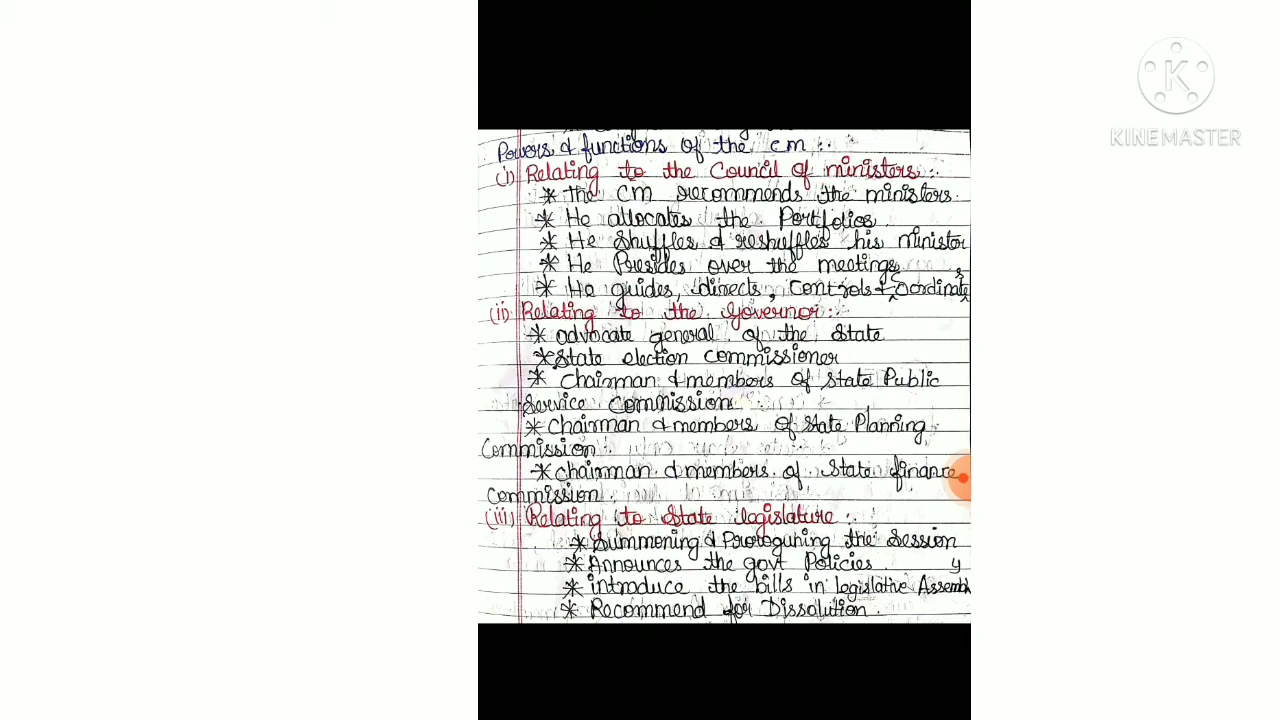 Powers & functions of the CM :-
(i) Relating to the Council of ministers :-
* The CM recommends the ministers.
* He allocates the Portfolios.
* He Shuffles & reshuffles his minister
* He Presides over the meetings
* He guides, directs, controls & Coordinates
(ii) Relating to the Governor :-
* advocate general of the State
* State election commissioner
* Chairman & members of State Public
Service Commission
* Chairman & members of State Planning
Commission.
* chairman & members of State finance
Commission
(iii) Relating to State legislature :-
* Summoning & Proroguning the Session
* Announces the govt Policies.
* introduce the bills in legislative Assembly
* Recommend for Dissolution.
K
KINEMASTER